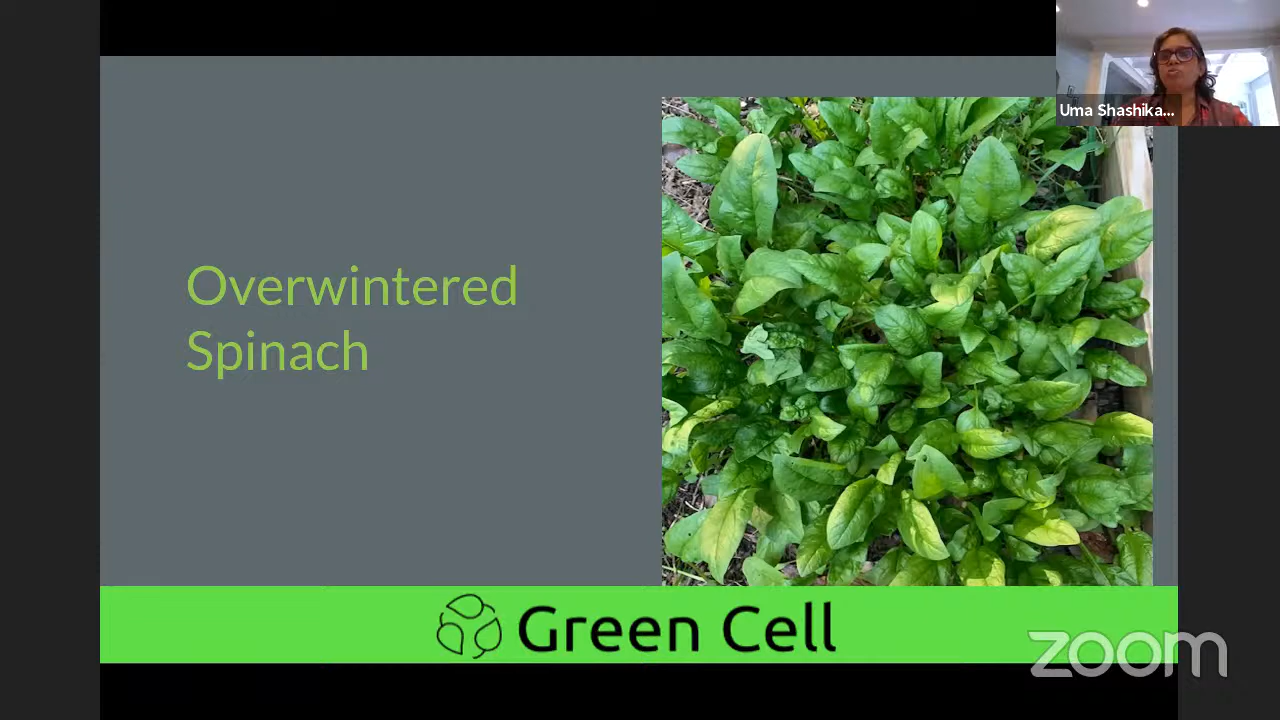 Uma Shashika...
Overwintered
Spinach
Green Cell
zoom